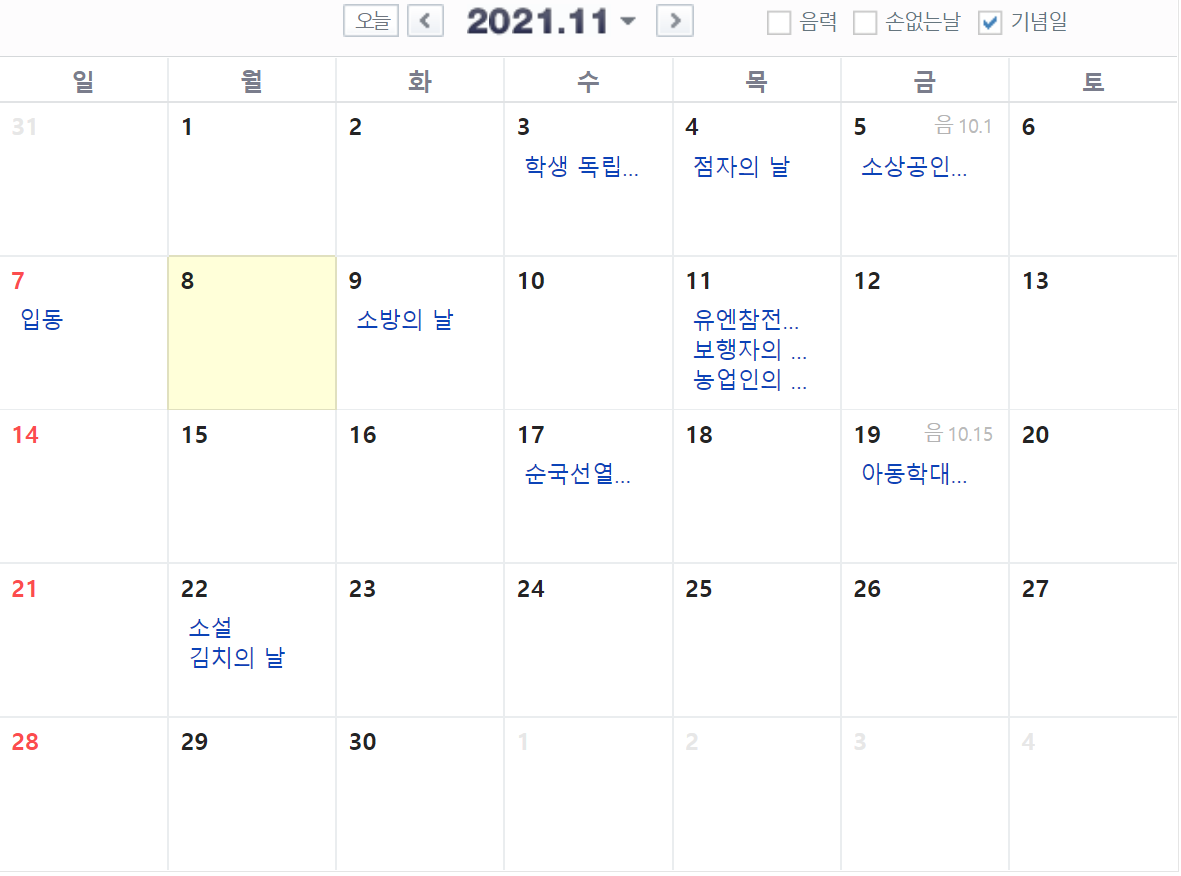 오늘 < 2021.11 > 음력 손없는날 기념일
일 월 화 수 목 금 토
31 1 2 3 4 5 음 10.1 6
학생 독립... 점자의 날 소상공인...
7 8 9 10 11 12 13
입동 소방의 날 유엔참전...
보행자의 ...
농업인의 ...
14 15 16 17 18 19 음 10.15 20
순국선열... 아동학대...
21 22 23 24 25 26 27
소설
김치의 날
28 29 30 1 2 3 4